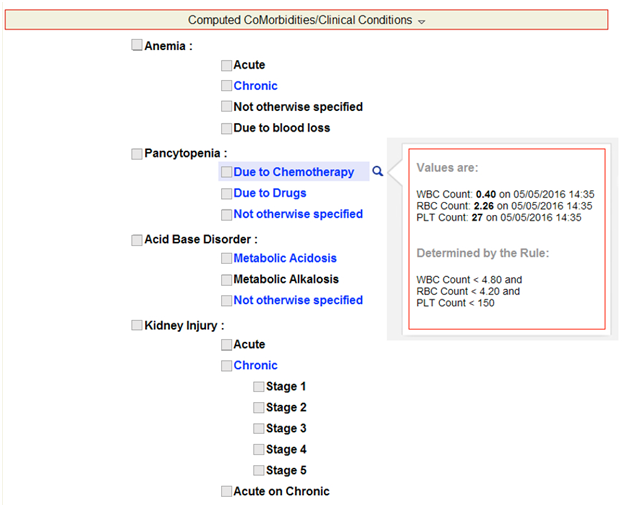 Computed CoMorbidities/Clinical Conditions
Anemia :
Acute
Chronic
Not otherwise specified
Due to blood loss
Pancytopenia :
Due to Chemotherapy
Due to Drugs
Not otherwise specified
Acid Base Disorder :
Metabolic Acidosis
Metabolic Alkalosis
Not otherwise specified
Kidney Injury :
Acute
Chronic
Stage 1
Stage 2
Stage 3
Stage 4
Stage 5
Acute on Chronic
Values are:
WBC Count: 0.40 on 05/05/2016 14:35
RBC Count: 2.26 on 05/05/2016 14:35
PLT Count: 27 on 05/05/2016 14:35
Determined by the Rule:
WBC Count < 4.80 and
RBC Count < 4.20 and
PLT Count < 150